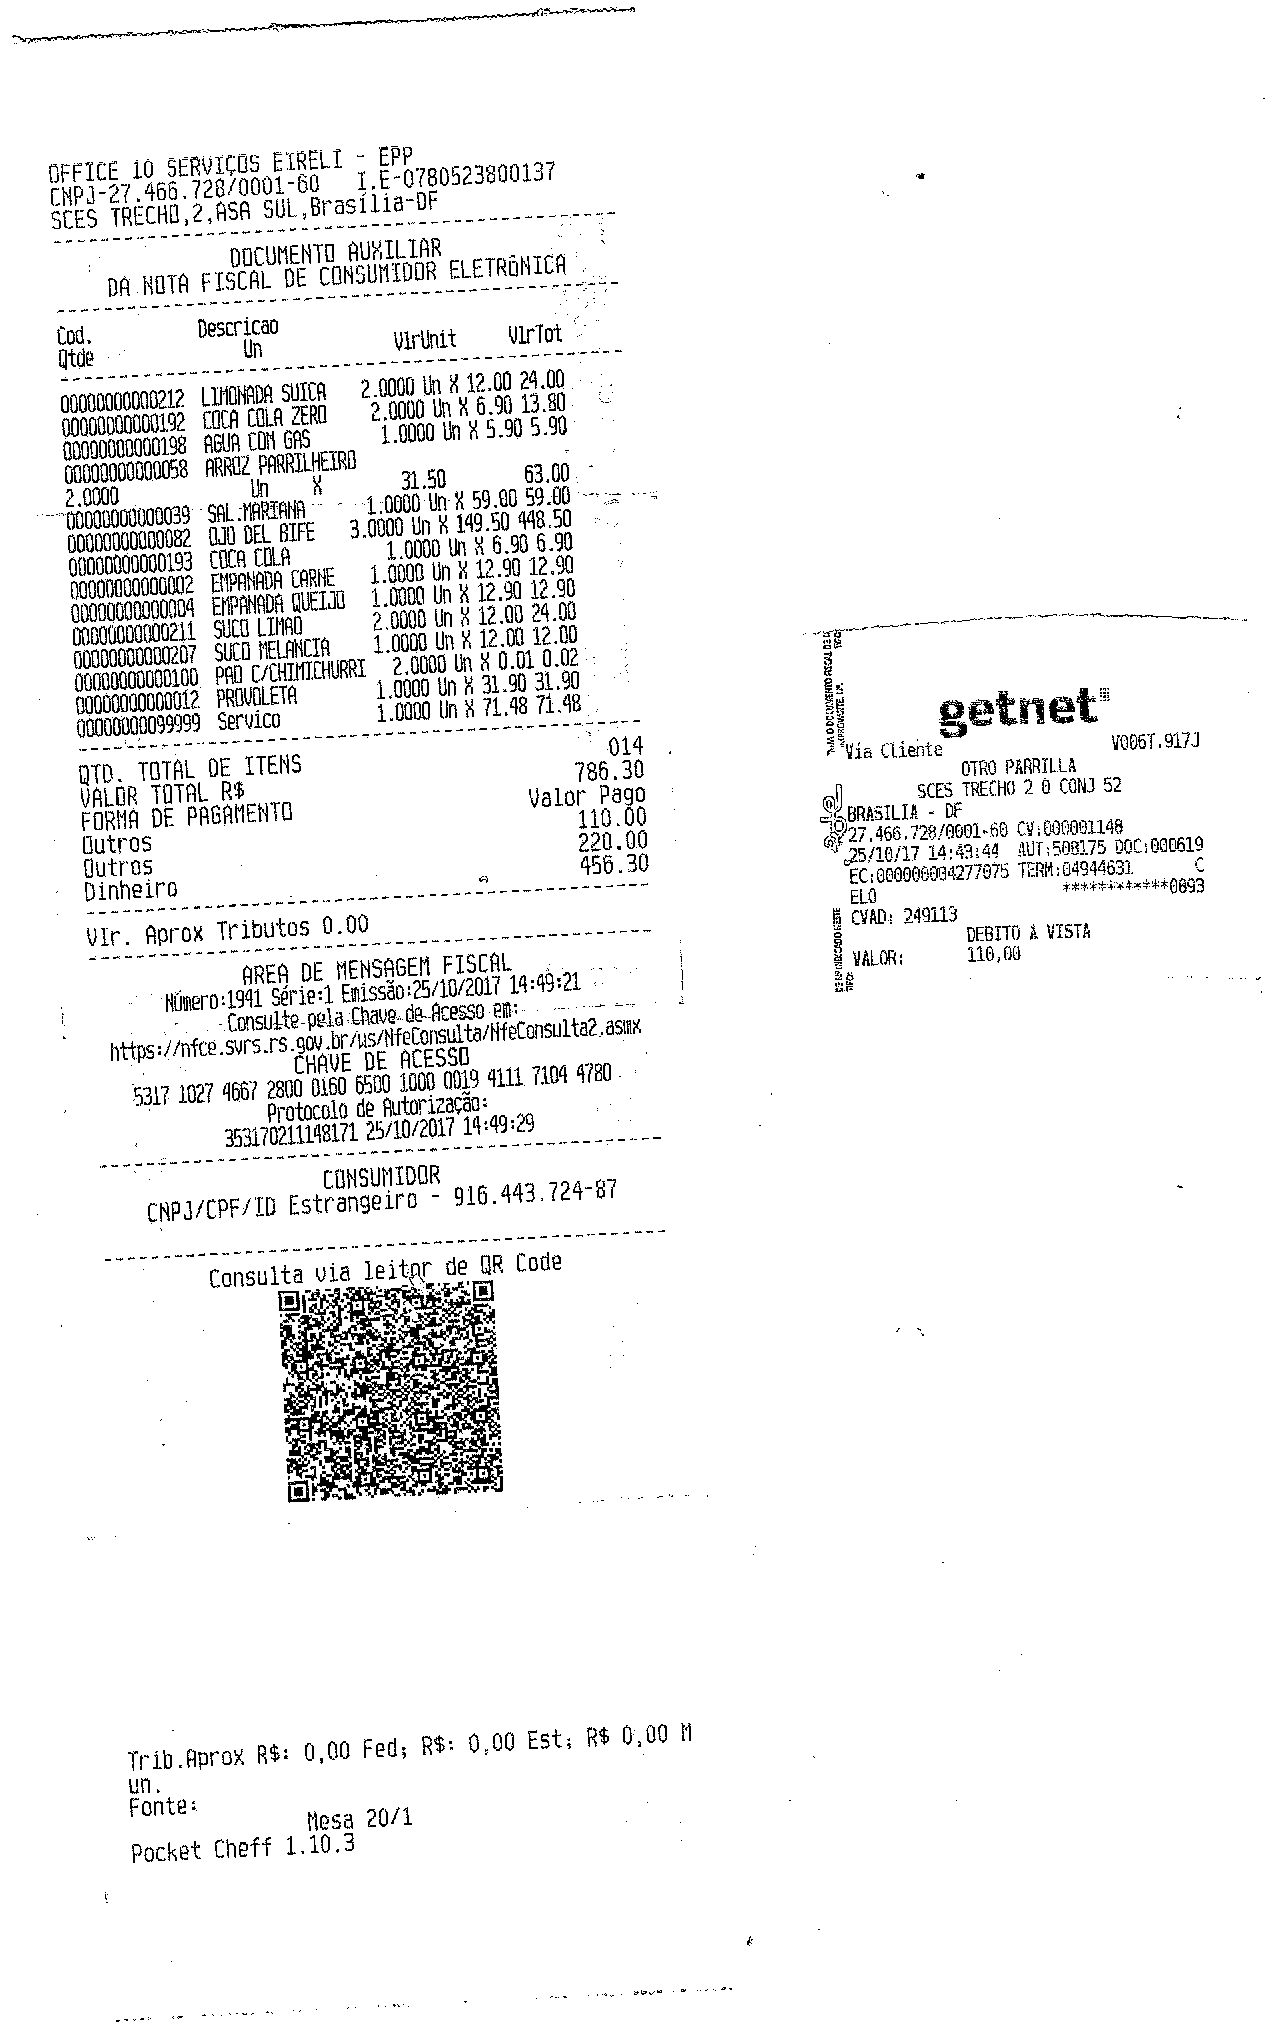 OFFICE 10 SERVIÇOS EIRELI - EPP
CNPJ-27.466.728/0001-60 I.E-0780523800137
SCES TRECHO,2,ASA SUL,Brasília-DF
DOCUMENTO AUXILIAR
DA NOTA FISCAL DE CONSUMIDOR ELETRÔNICA
Cod. Descricao VlrUnit VlrTot
Qtde Un
00000000000212 LIMONADA SUICA 2.0000 Un X 12.00 24.00
00000000000192 COCA COLA ZERO 2.0000 Un X 6.90 13.80
00000000000198 AGUA COM GAS 1.0000 Un X 5.90 5.90
00000000000058 ARROZ PARRILHEIRO
2.0000 Un X 31.50 63.00
00000000000039 SAL.MARIANA 1.0000 Un X 59.00 59.00
00000000000082 OJO DEL BIFE 3.0000 Un X 149.50 448.50
00000000000193 COCA COLA 1.0000 Un X 6.90 6.90
00000000000002 EMPANADA CARNE 1.0000 Un X 12.90 12.90
00000000000004 EMPANADA QUEIJO 1.0000 Un X 12.90 12.90
00000000000211 SUCO LIMAO 2.0000 Un X 12.00 24.00
00000000000207 SUCO MELANCIA 1.0000 Un X 12.00 12.00
00000000000100 PAO C/CHIMICHURRI 2.0000 Un X 0.01 0.02
00000000000012 PROVOLETA 1.0000 Un X 31.90 31.90
00000000099999 Servico 1.0000 Un X 71.48 71.48
QTD. TOTAL DE ITENS 014
VALOR TOTAL R$ 786.30
FORMA DE PAGAMENTO Valor Pago
Outros 110.00
Outros 220.00
Dinheiro 456.30
Vlr. Aprox Tributos 0.00
AREA DE MENSAGEM FISCAL
Número:1941 Série:1 Emissão:25/10/2017 14:49:21
Consulte pela Chave de Acesso em:
https://nfce.svrs.rs.gov.br/us/NfeConsulta/NfeConsulta2.asmx
CHAVE DE ACESSO
5317 1027 4667 2800 0160 6500 1000 0019 4111 7104 4780
Protocolo de Autorização:
353170211148171 25/10/2017 14:49:29
CONSUMIDOR
CNPJ/CPF/ID Estrangeiro - 916.443.724-87
Consulta via leitor de QR Code
Trib.Aprox R$: 0,00 Fed; R$: 0,00 Est; R$ 0,00 M
un.
Fonte:
Mesa 20/1
Pocket Cheff 1.10.3
getnet
Via Cliente V006T.917J
OTRO PARRILLA
SCES TRECHO 2 0 CONJ 52
BRASILIA - DF
27.466.728/0001-60 CV:000001148
25/10/17 14:43:44 AUT:508175 DOC:000619
EC:000000004277075 TERM:04944631 C
ELO ************0893
CVAD: 249113
DEBITO A VISTA
VALOR: 110,00